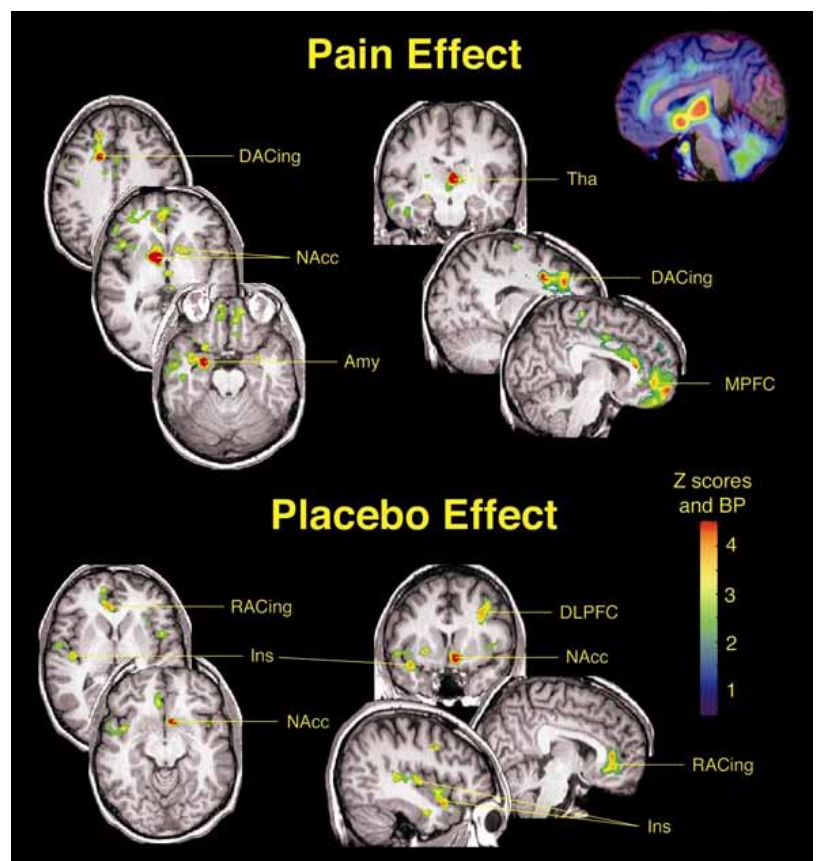 Pain Effect
DACing
Tha
NAcc
DACing
Amy
MPFC
Z scores
and BP
Placebo Effect
4
3
2
1
RACing
DLPFC
Ins
NAcc
NAcc
RACing
Ins